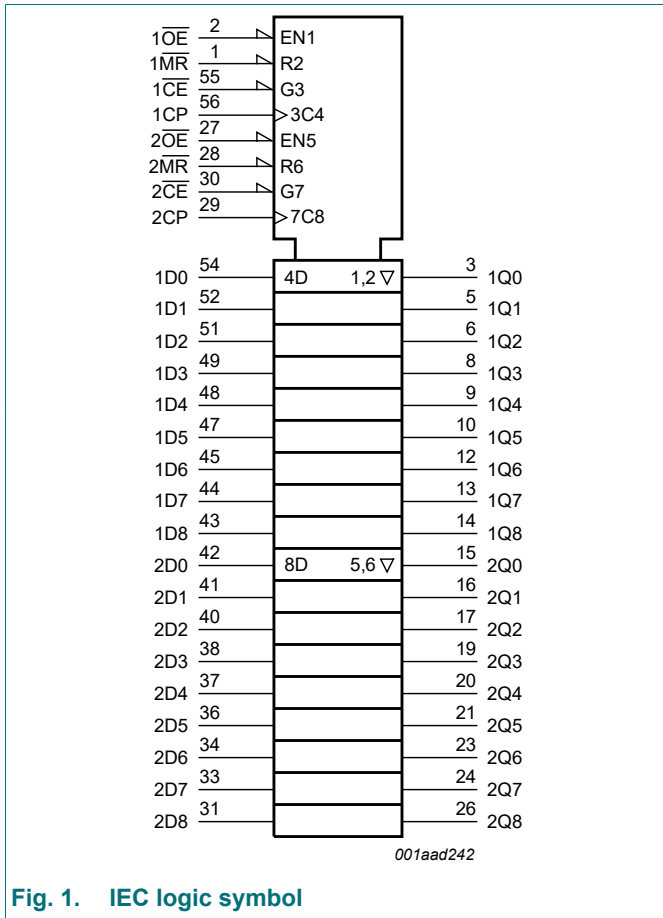 1OE 2 EN1
1MR 1 R2
1CE 55 G3
1CP 56 3C4
2OE 27 EN5
2MR 28 R6
2CE 30 G7
2CP 29 7C8
1D0 54 4D 1,2 ▽ 3 1Q0
1D1 52 5 1Q1
1D2 51 6 1Q2
1D3 49 8 1Q3
1D4 48 9 1Q4
1D5 47 10 1Q5
1D6 45 12 1Q6
1D7 44 13 1Q7
1D8 43 14 1Q8
2D0 42 8D 5,6 ▽ 15 2Q0
2D1 41 16 2Q1
2D2 40 17 2Q2
2D3 38 19 2Q3
2D4 37 20 2Q4
2D5 36 21 2Q5
2D6 34 23 2Q6
2D7 33 24 2Q7
2D8 31 26 2Q8
001aad242
Fig. 1. IEC logic symbol